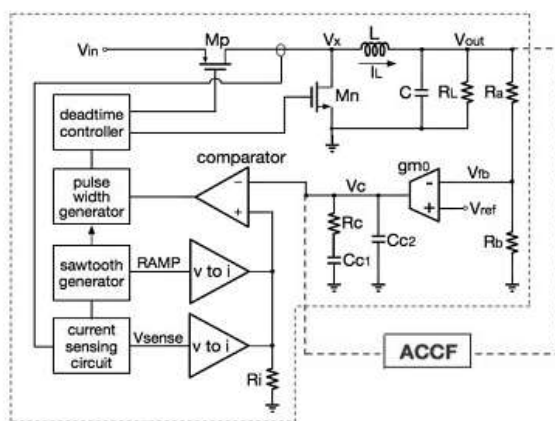 Vin
Mp
Vx
L
Vout
IL
deadtime
controller
Mn
C
RL
Ra
comparator
gm0
pulse
width
generator
-
+
Vc
-
+
Vfb
Vref
Rc
Cc1
Cc2
Rb
sawtooth
generator
RAMP
v to i
current
sensing
circuit
Vsense
v to i
Ri
ACCF